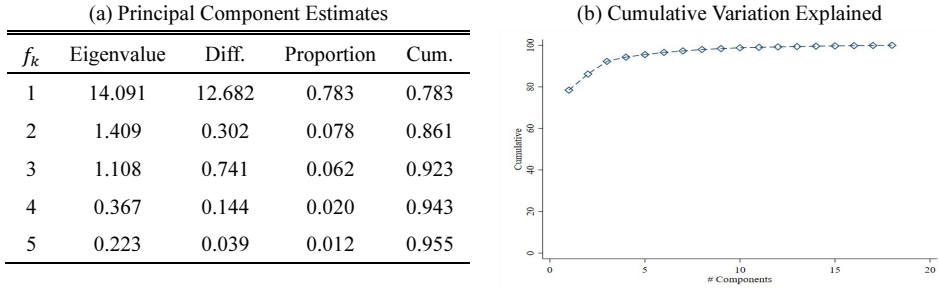 (a) Principal Component Estimates
f_k Eigenvalue Diff. Proportion Cum.
1 14.091 12.682 0.783 0.783
2 1.409 0.302 0.078 0.861
3 1.108 0.741 0.062 0.923
4 0.367 0.144 0.020 0.943
5 0.223 0.039 0.012 0.955
(b) Cumulative Variation Explained
Cumulative
100
80
60
40
20
0
0 5 10 15 20
# Components